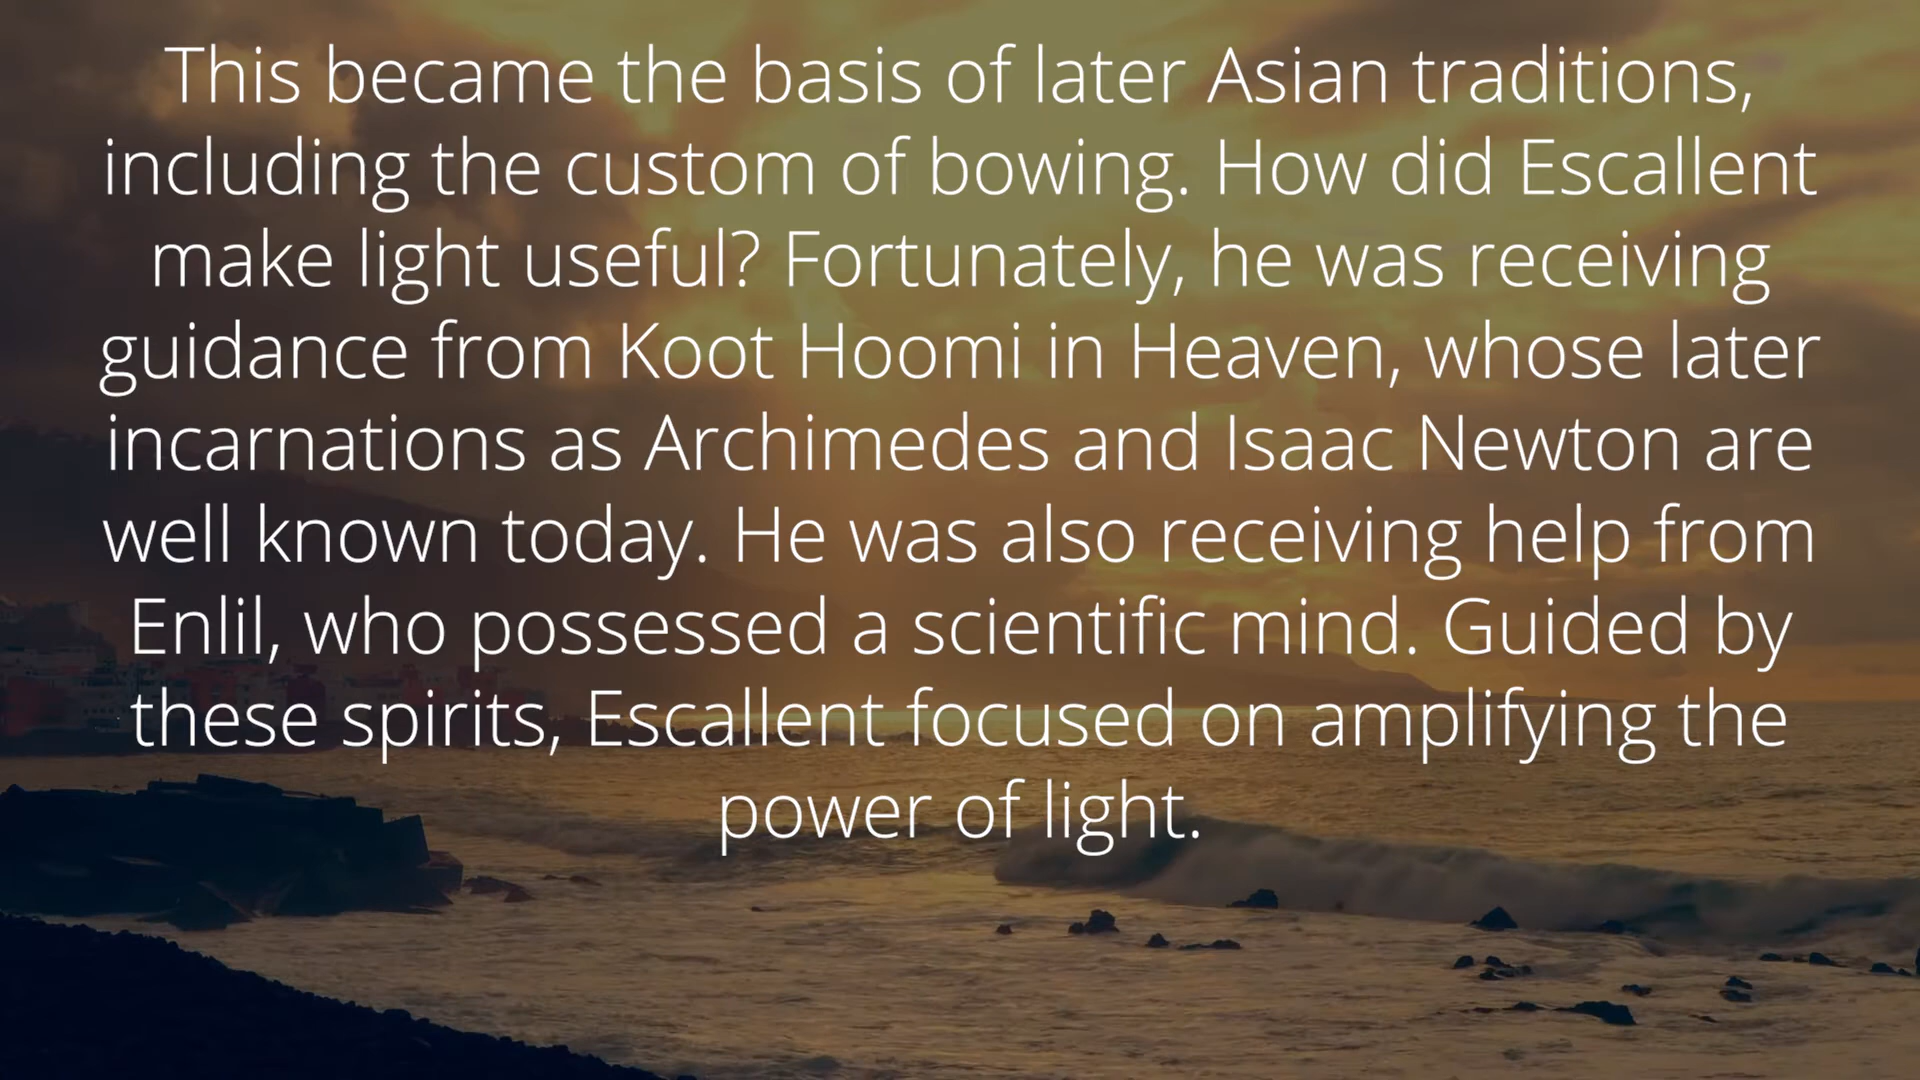 This became the basis of later Asian traditions,
including the custom of bowing. How did Escallent
make light useful? Fortunately, he was receiving
guidance from Koot Hoomi in Heaven, whose later
incarnations as Archimedes and Isaac Newton are
well known today. He was also receiving help from
Enlil, who possessed a scientific mind. Guided by
these spirits, Escallent focused on amplifying the
power of light.